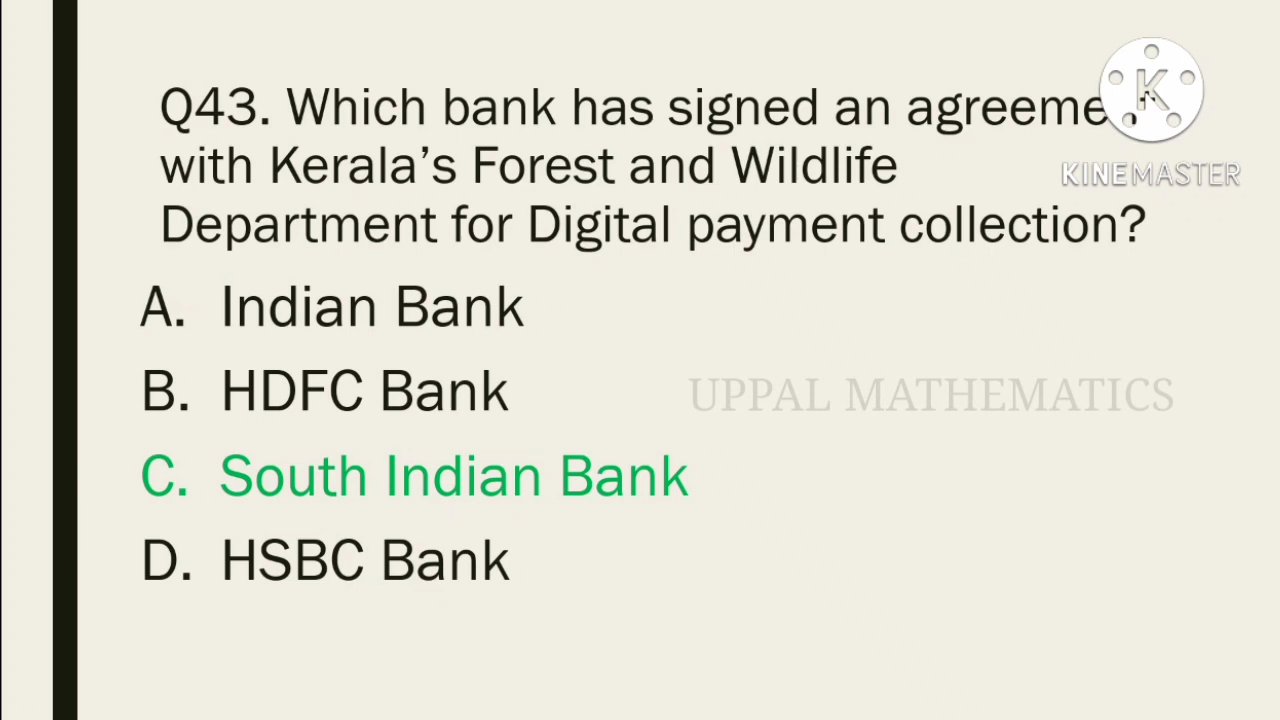 Q43. Which bank has signed an
with Kerala's Forest and Wildlife
Department for Digital payment collection?
A. Indian Bank
B. HDFC Bank
C. South Indian Bank
D. HSBC Bank
K
KINEMASTER
UPPAL MATHEMATICS